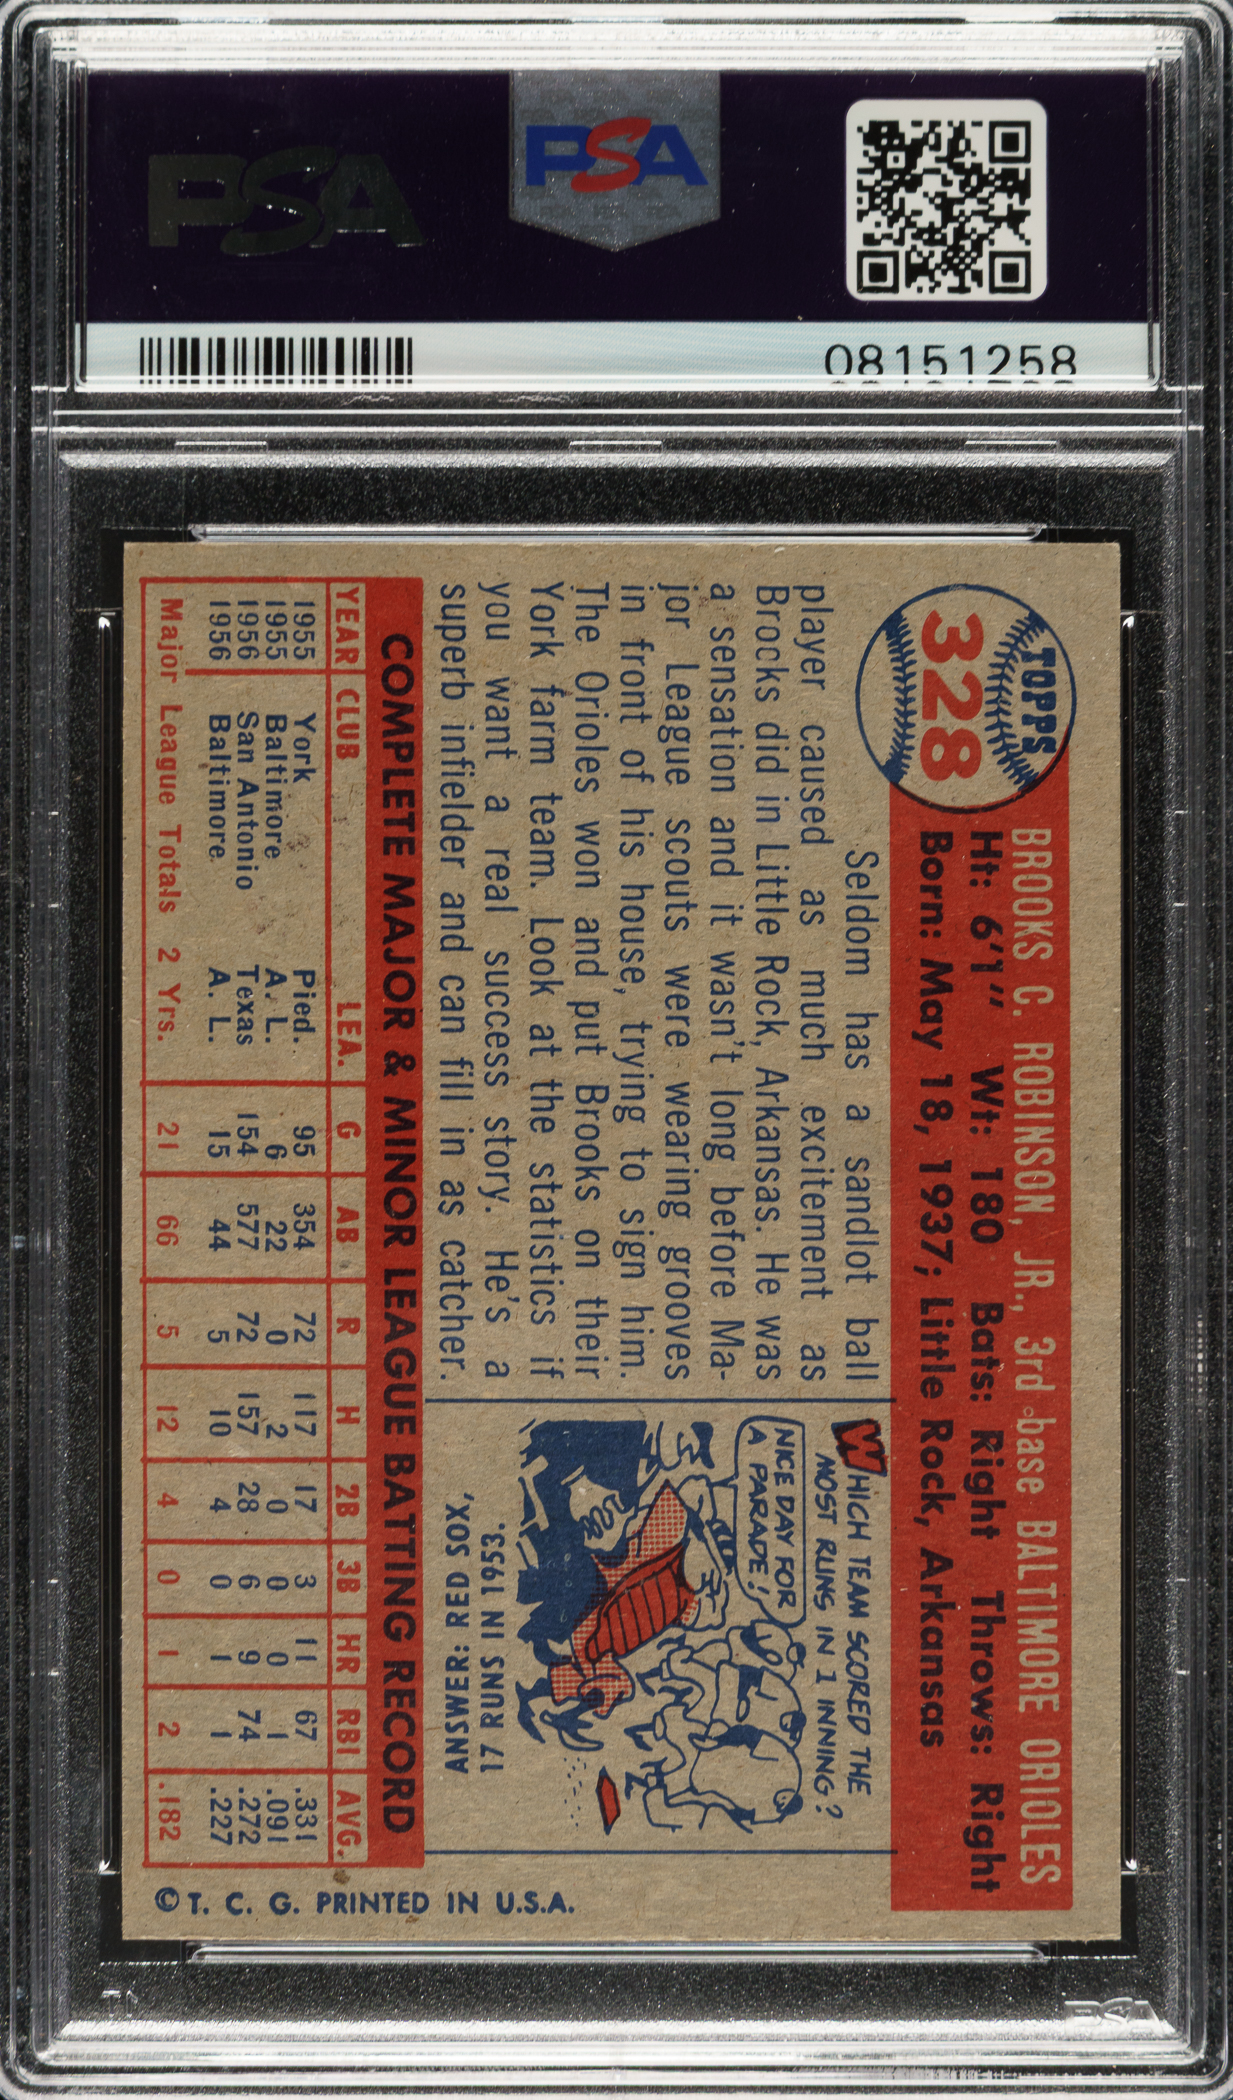 PSA
PSA
08151258
TOPPS
328
BROOKS C. ROBINSON, JR., 3rd base BALTIMORE ORIOLES
Ht: 6'1" Wt: 180 Bats: Right Throws: Right
Born: May 18, 1937; Little Rock, Arkansas
Seldom has a sandlot ball
player caused as much excitement as
Brocks did in Little Rock, Arkansas. He was
a sensation and it wasn't long before Ma-
jor League scouts were wearing grooves
in front of his house, trying to sign him.
The Orioles won and put Brooks on their
York farm team. Look at the statistics if
you want a real success story. He's a
superb infielder and can fill in as catcher.
WHICH TEAM SCORED THE
MOST RUNS IN 1 INNING?
NICE DAY FOR
A PARADE!
ANSWER: RED SOX,
17 RUNS IN 1953.
COMPLETE MAJOR & MINOR LEAGUE BATTING RECORD
YEAR CLUB LEA. G AB R H 2B 3B HR RBI AVG.
1955 York Pied. 95 354 72 117 17 3 11 67 .331
1955 Baltimore A. L. 6 22 0 2 0 0 0 1 .091
1956 San Antonio Texas 154 577 72 157 28 6 9 74 .272
1956 Baltimore A. L. 15 44 5 10 4 0 1 1 .227
Major League Totals 2 Yrs. 21 66 5 12 4 0 1 2 .182
© T. C. G. PRINTED IN U.S.A.
PSA